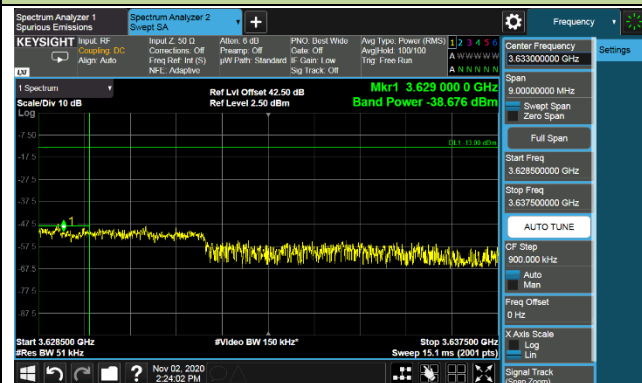 Spectrum Analyzer 1
Spurious Emissions
Spectrum Analyzer 2
Swept SA
+
Frequency
KEYSIGHT
Input: RF
Coupling: DC
Align: Auto
Input Z: 50 Ω
Corrections: Off
Freq Ref: Int (S)
NFE: Adaptive
Atten: 6 dB
Preamp: Off
µW Path: Standard
PNO: Best Wide
Gate: Off
IF Gain: Low
Sig Track: Off
Avg Type: Power (RMS)
Avg|Hold: 100/100
Trig: Free Run
1 2 3 4 5 6
A W W W W W
A N N N N N
LXI
Center Frequency
3.633000000 GHz
Settings
Span
9.00000000 MHz
Swept Span
Zero Span
Full Span
Start Freq
3.628500000 GHz
Stop Freq
3.637500000 GHz
AUTO TUNE
CF Step
900.000 kHz
Auto
Man
Freq Offset
0 Hz
X Axis Scale
Log
Lin
Signal Track
(Span Zoom)
1 Spectrum
Scale/Div 10 dB
Log
Ref Lvl Offset 42.50 dB
Ref Level 2.50 dBm
Mkr1 3.629 000 0 GHz
Band Power -38.676 dBm
DL1 -13.00 dBm
-7.50
-17.5
-27.5
-37.5
-47.5
-57.5
-67.5
-77.5
-87.5
1
Start 3.628500 GHz
#Res BW 51 kHz
#Video BW 150 kHz*
Stop 3.637500 GHz
Sweep 15.1 ms (2001 pts)
?
Nov 02, 2020
2:24:02 PM